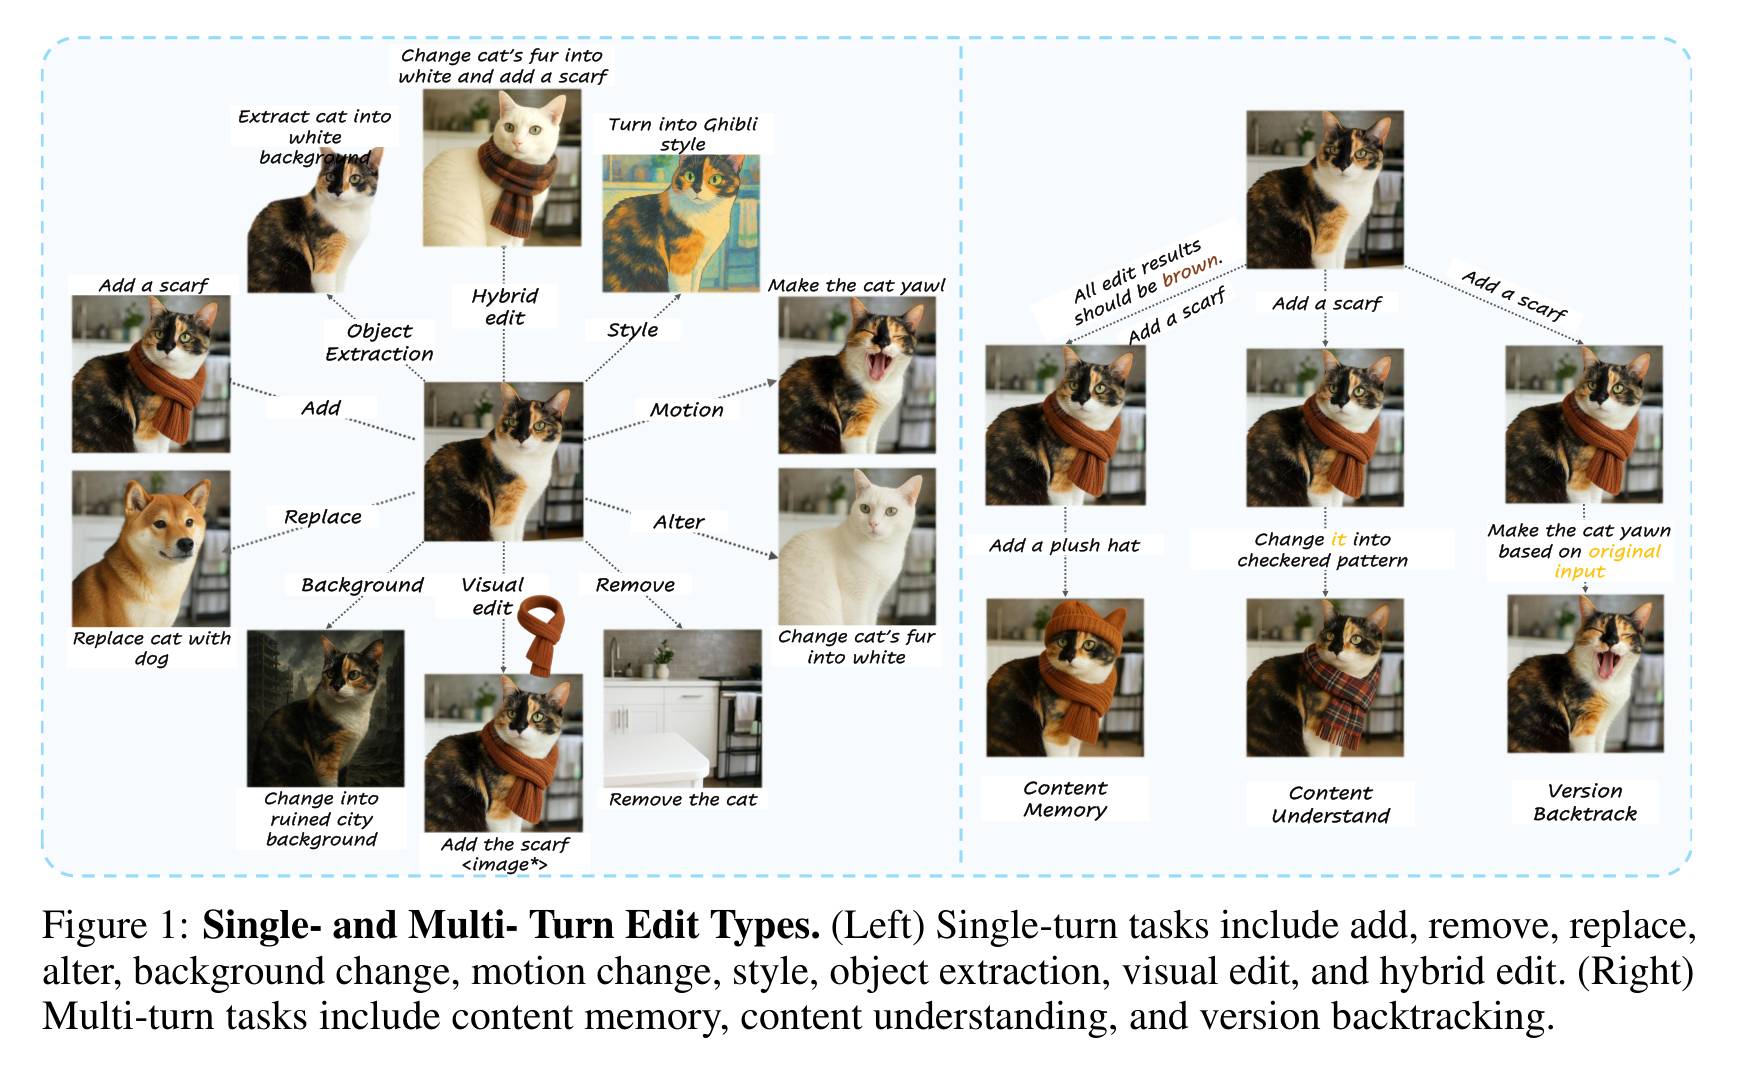 Change cat's fur into
white and add a scarf
Extract cat into
white
background
Turn into Ghibli
style
Add a scarf
Make the cat yawl
Object
Extraction
Hybrid
edit
Style
Add
Motion
Replace
Alter
Background
Visual
edit
Remove
Replace cat with
dog
Change cat's fur
into white
Change into
ruined city
background
Add the scarf
<image*>
Remove the cat
All edit results
should be brown.
Add a scarf
Add a scarf
Add a scarf
Add a plush hat
Change it into
checkered pattern
Make the cat yawn
based on original
input
Content
Memory
Content
Understand
Version
Backtrack
Figure 1: Single- and Multi- Turn Edit Types. (Left) Single-turn tasks include add, remove, replace,
alter, background change, motion change, style, object extraction, visual edit, and hybrid edit. (Right)
Multi-turn tasks include content memory, content understanding, and version backtracking.